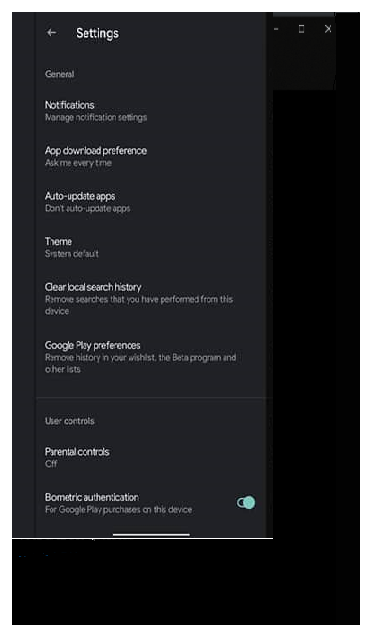 Settings
General
Notifications
Manage notification settings
App download preference
Ask me every time
Auto-update apps
Don't auto-update apps
Theme
System default
Clear local search history
Remove searches that you have performed from this
device
Google Play preferences
Remove history in your wishlist, the Beta program and
other lists
User controls
Parental controls
Off
Biometric authentication
For Google Play purchases on this device